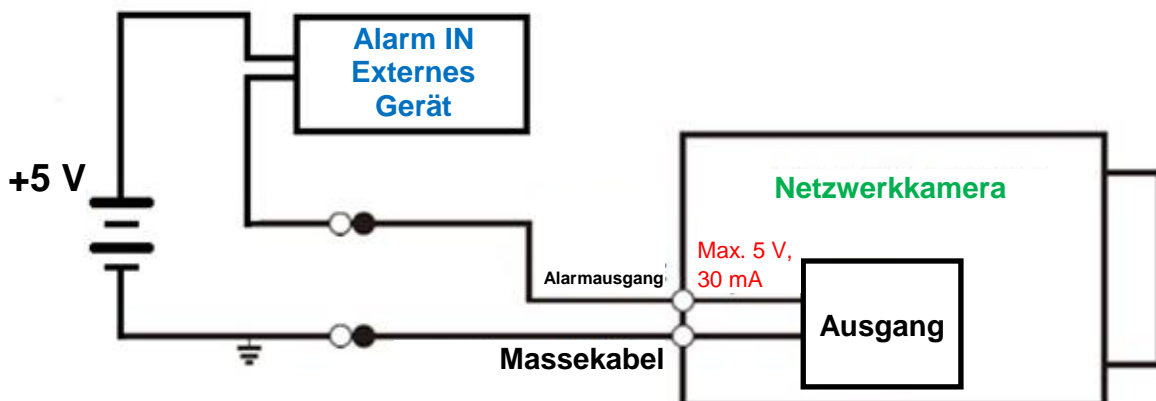 Alarm IN
Externes
Gerät
+5 V
Netzwerkkamera
Max. 5 V,
30 mA
Alarmausgang
Ausgang
Massekabel